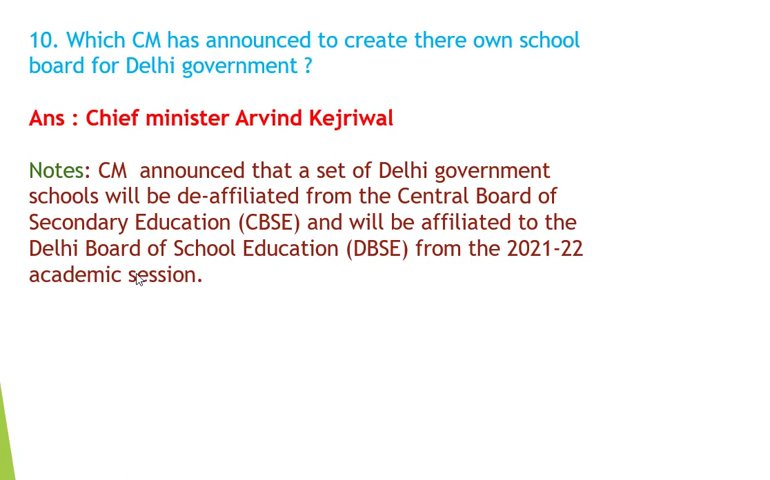 10. Which CM has announced to create there own school
board for Delhi government ?
Ans : Chief minister Arvind Kejriwal
Notes: CM  announced that a set of Delhi government
schools will be de-affiliated from the Central Board of
Secondary Education (CBSE) and will be affiliated to the
Delhi Board of School Education (DBSE) from the 2021-22
academic session.